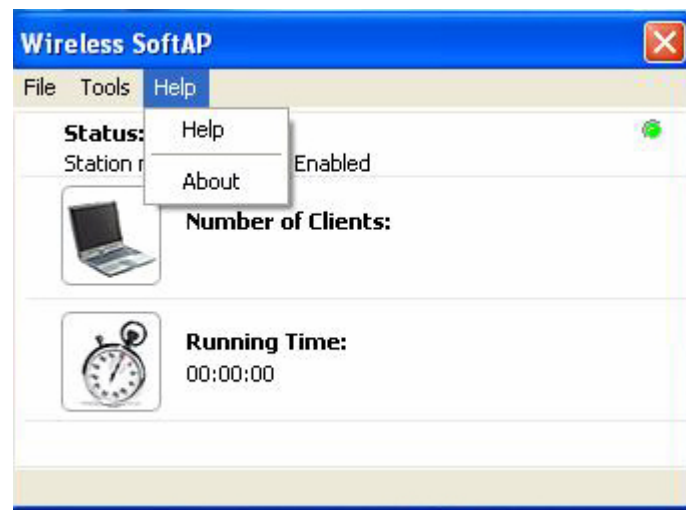 Wireless SoftAP
File Tools Help
Help
About
Status:
Station Enabled
Number of Clients:
Running Time:
00:00:00